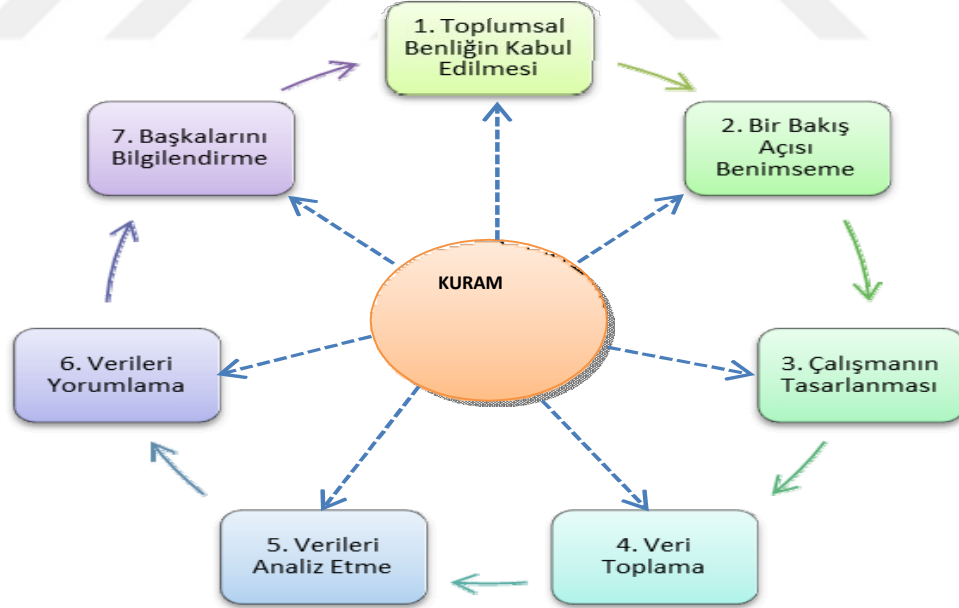 1. Toplumsal
Benliğin Kabul
Edilmesi
2. Bir Bakış
Açısı
Benimseme
3. Çalışmanın
Tasarlanması
4. Veri
Toplama
5. Verileri
Analiz Etme
6. Verileri
Yorumlama
7. Başkalarını
Bilgilendirme
KURAM